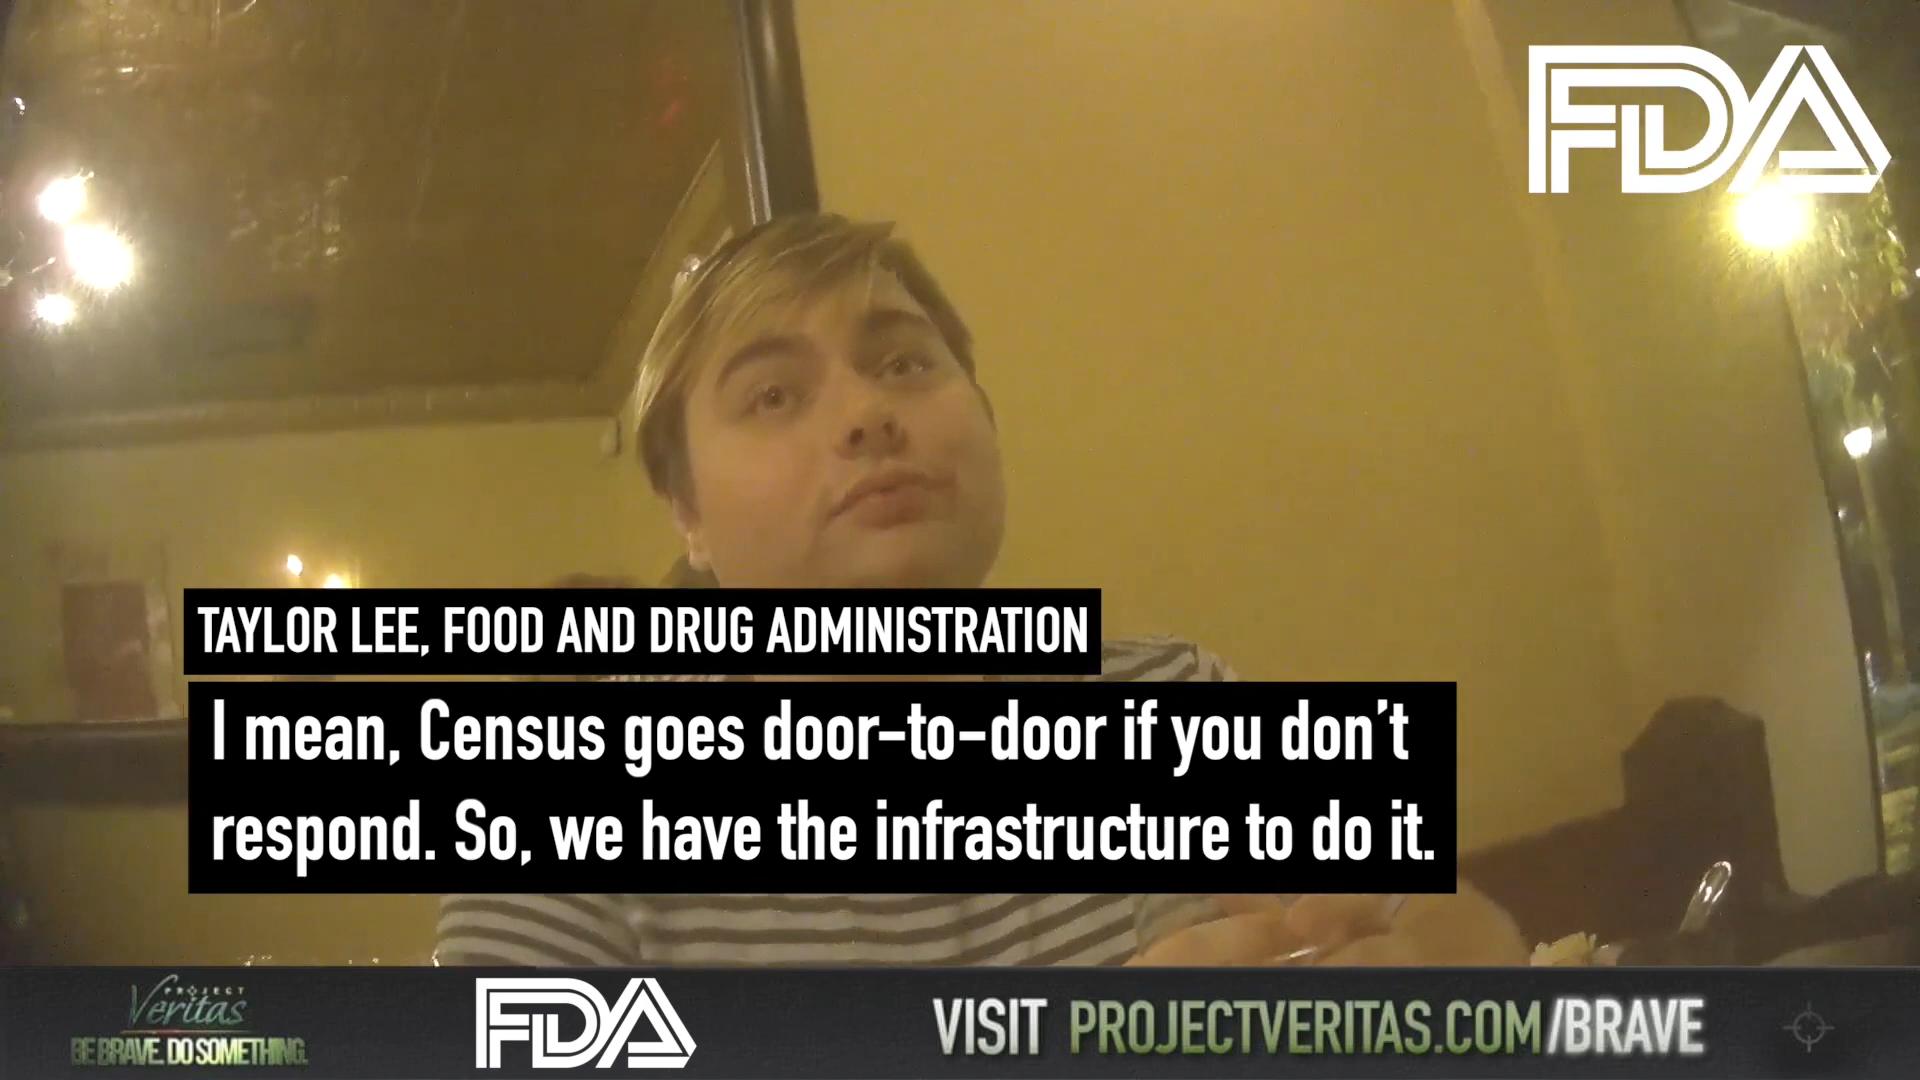 FDA
TAYLOR LEE, FOOD AND DRUG ADMINISTRATION
I mean, Census goes door-to-door if you don't
respond. So, we have the infrastructure to do it.
PROJECT
Veritas
BE BRAVE. DO SOMETHING.
FDA
VISIT PROJECTVERITAS.COM/BRAVE